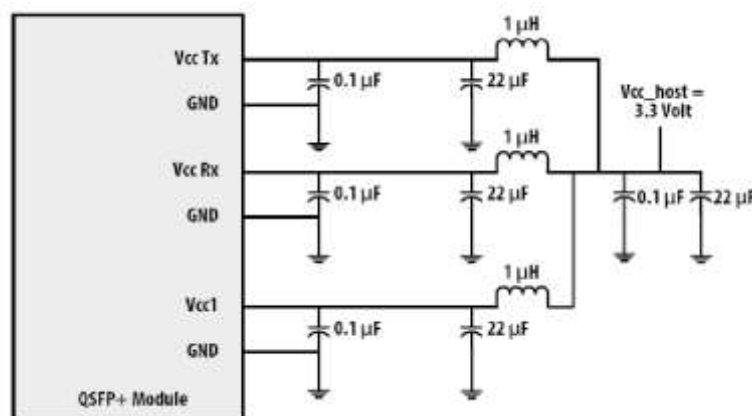 1 µH
Vcc Tx
0.1 µF
22 µF
GND
Vcc_host =
3.3 Volt
1 µH
Vcc Rx
0.1 µF
22 µF
0.1 µF
22 µF
GND
1 µH
Vcc1
0.1 µF
22 µF
GND
QSFP+ Module